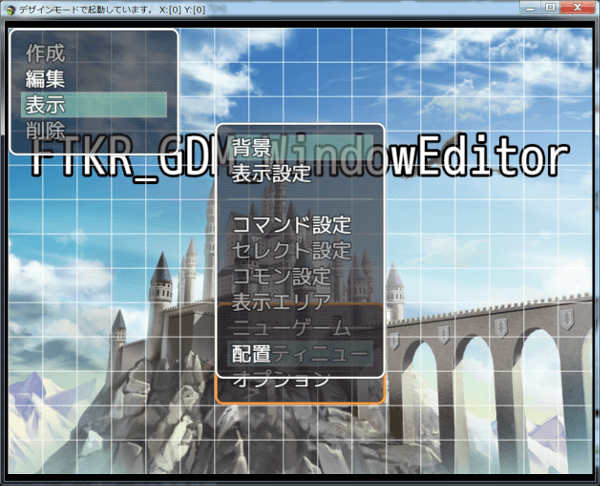 デザインモードで起動しています。 X:[0] Y:[0]
作成
編集
表示
削除
FTKR_GDM_WindowEditor
背景
表示設定
コマンド設定
セレクト設定
コモン設定
表示エリア
ニューゲーム
配置ティニュー
オプション